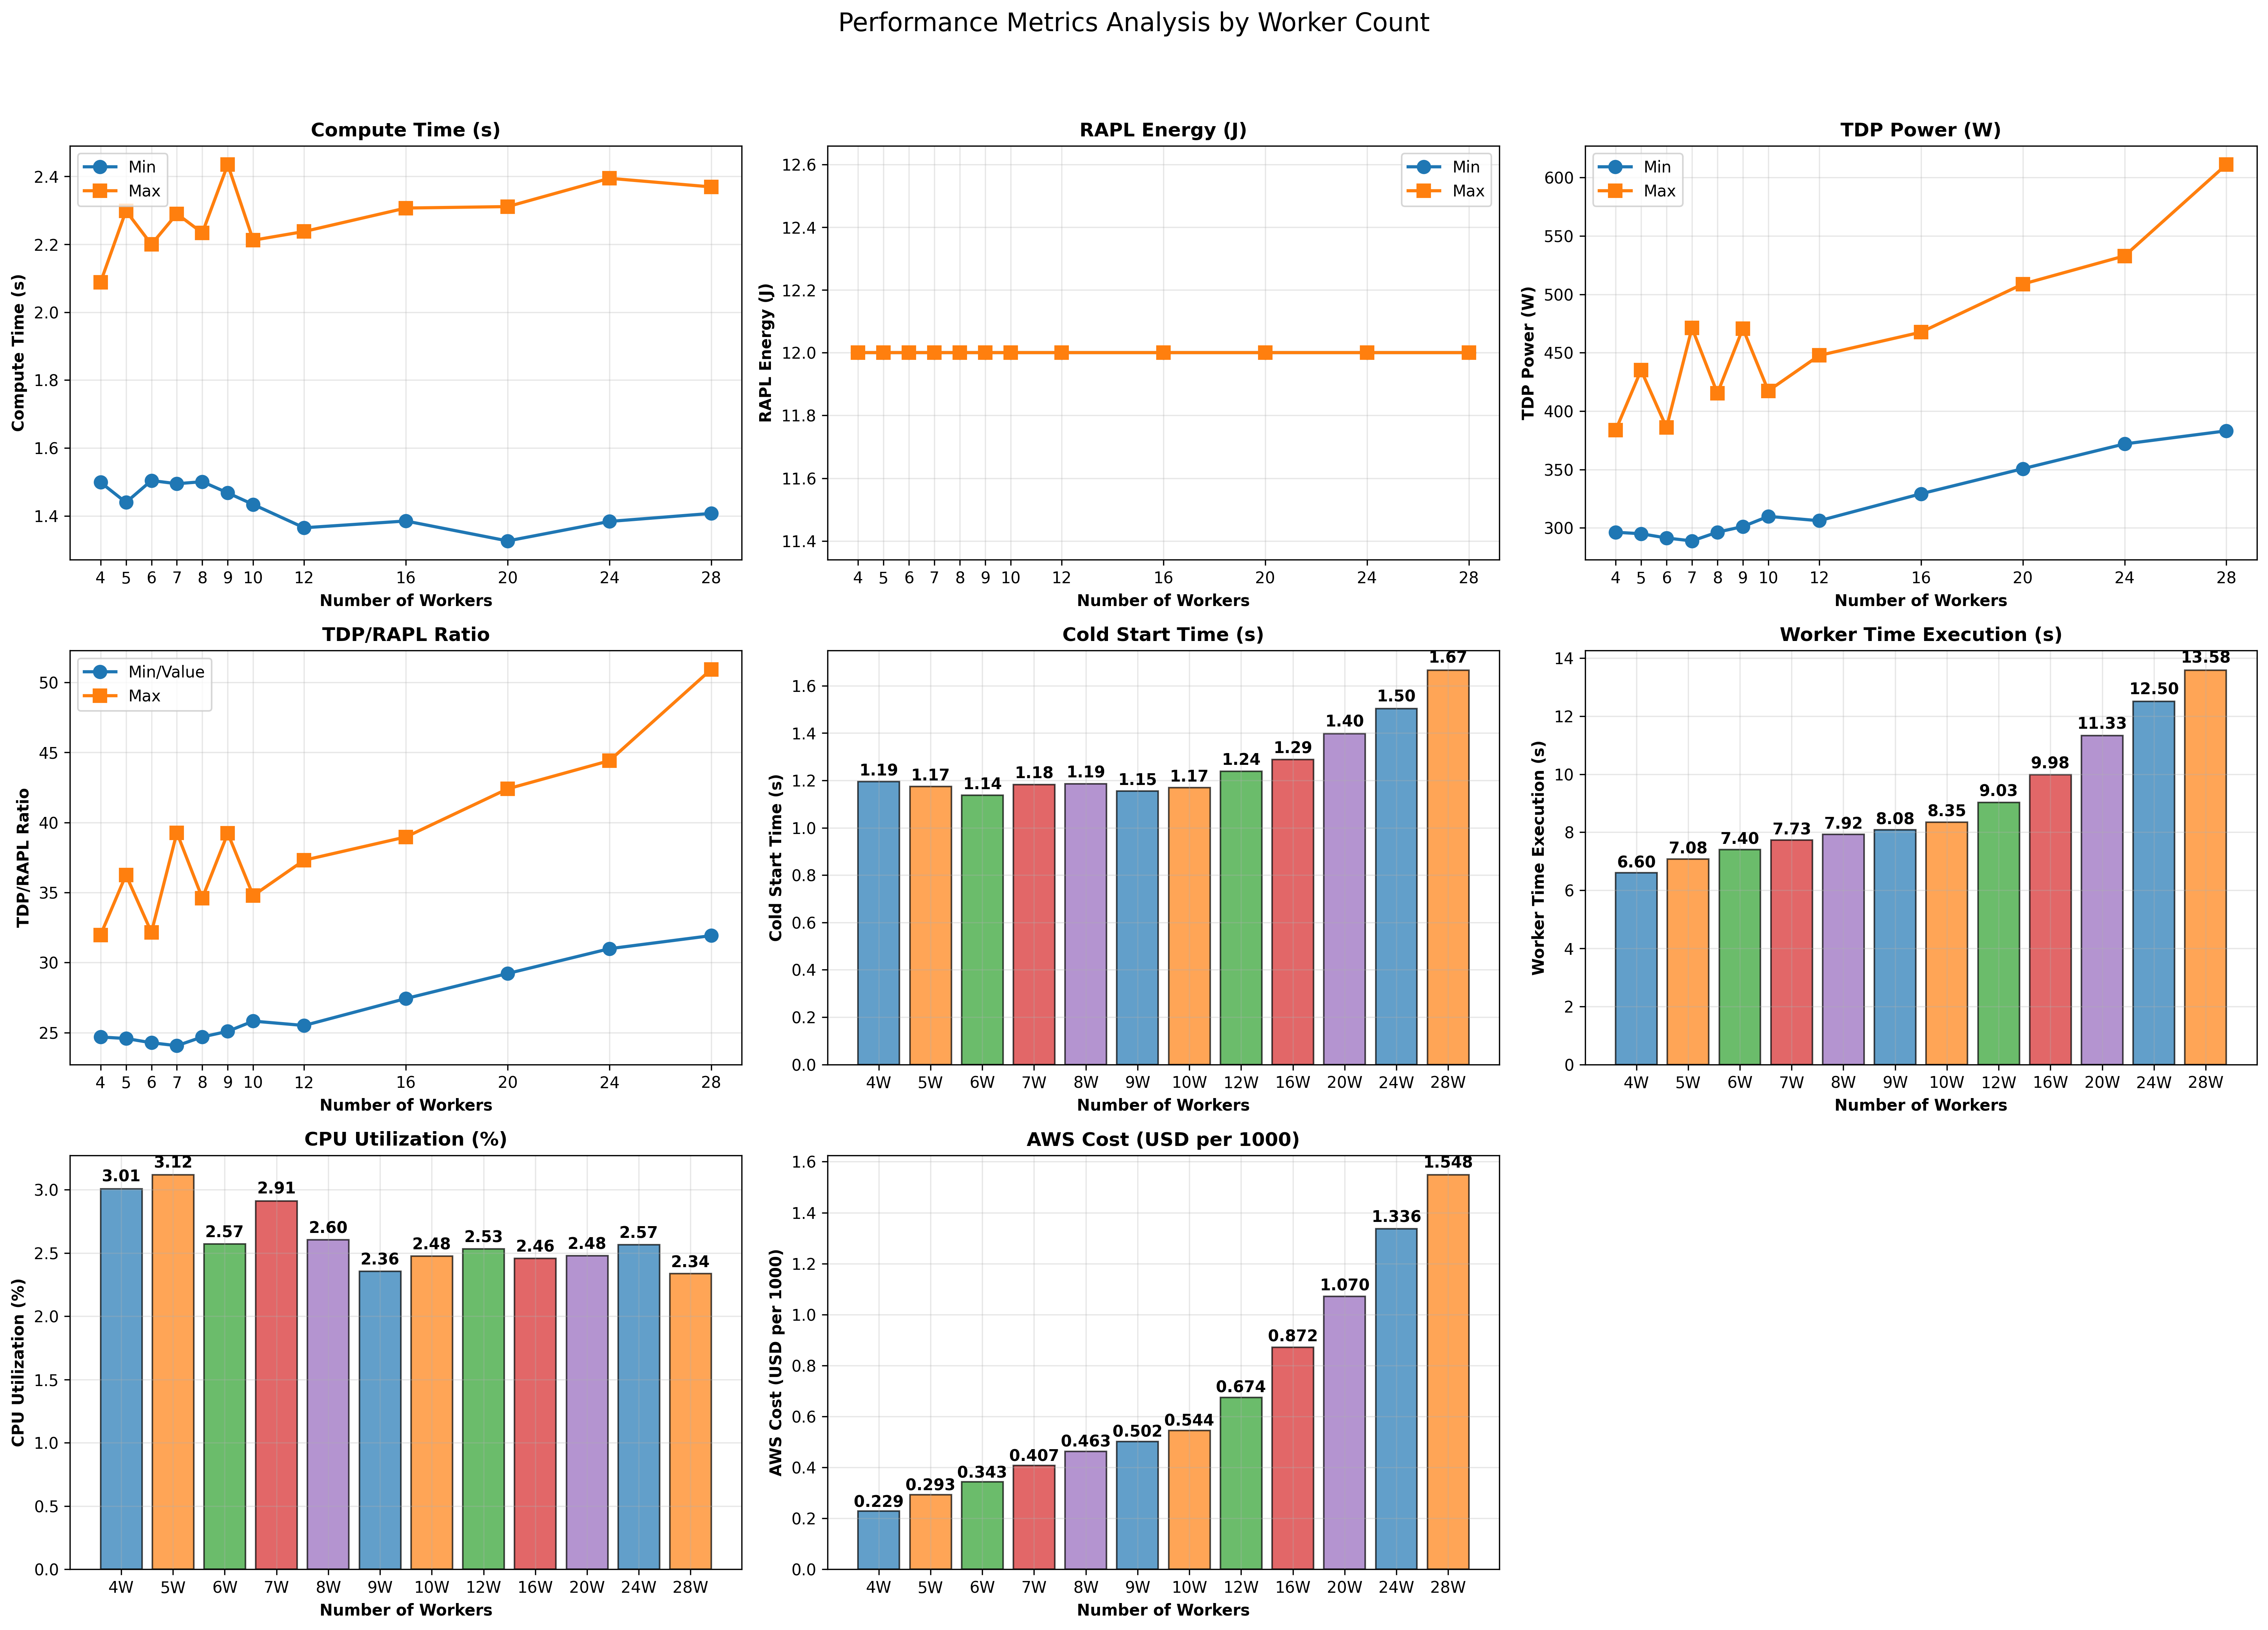 Performance Metrics Analysis by Worker Count
Compute Time (s)
Compute Time (s)
2.4
2.2
2.0
1.8
1.6
1.4
Min
Max
4 5 6 7 8 9 10 12 16 20 24 28
Number of Workers
RAPL Energy (J)
RAPL Energy (J)
12.6
12.4
12.2
12.0
11.8
11.6
11.4
Min
Max
4 5 6 7 8 9 10 12 16 20 24 28
Number of Workers
TDP Power (W)
TDP Power (W)
600
550
500
450
400
350
300
Min
Max
4 5 6 7 8 9 10 12 16 20 24 28
Number of Workers
TDP/RAPL Ratio
TDP/RAPL Ratio
50
45
40
35
30
25
Min/Value
Max
4 5 6 7 8 9 10 12 16 20 24 28
Number of Workers
Cold Start Time (s)
Cold Start Time (s)
1.6
1.4
1.2
1.0
0.8
0.6
0.4
0.2
0.0
1.19 1.17 1.14 1.18 1.19 1.15 1.17 1.24 1.29 1.40 1.50 1.67
4W 5W 6W 7W 8W 9W 10W 12W 16W 20W 24W 28W
Number of Workers
Worker Time Execution (s)
Worker Time Execution (s)
14
12
10
8
6
4
2
0
6.60 7.08 7.40 7.73 7.92 8.08 8.35 9.03 9.98 11.33 12.50 13.58
4W 5W 6W 7W 8W 9W 10W 12W 16W 20W 24W 28W
Number of Workers
CPU Utilization (%)
CPU Utilization (%)
3.0
2.5
2.0
1.5
1.0
0.5
0.0
3.01 3.12 2.57 2.91 2.60 2.36 2.48 2.53 2.46 2.48 2.57 2.34
4W 5W 6W 7W 8W 9W 10W 12W 16W 20W 24W 28W
Number of Workers
AWS Cost (USD per 1000)
AWS Cost (USD per 1000)
1.6
1.4
1.2
1.0
0.8
0.6
0.4
0.2
0.0
0.229 0.293 0.343 0.407 0.463 0.502 0.544 0.674 0.872 1.070 1.336 1.548
4W 5W 6W 7W 8W 9W 10W 12W 16W 20W 24W 28W
Number of Workers